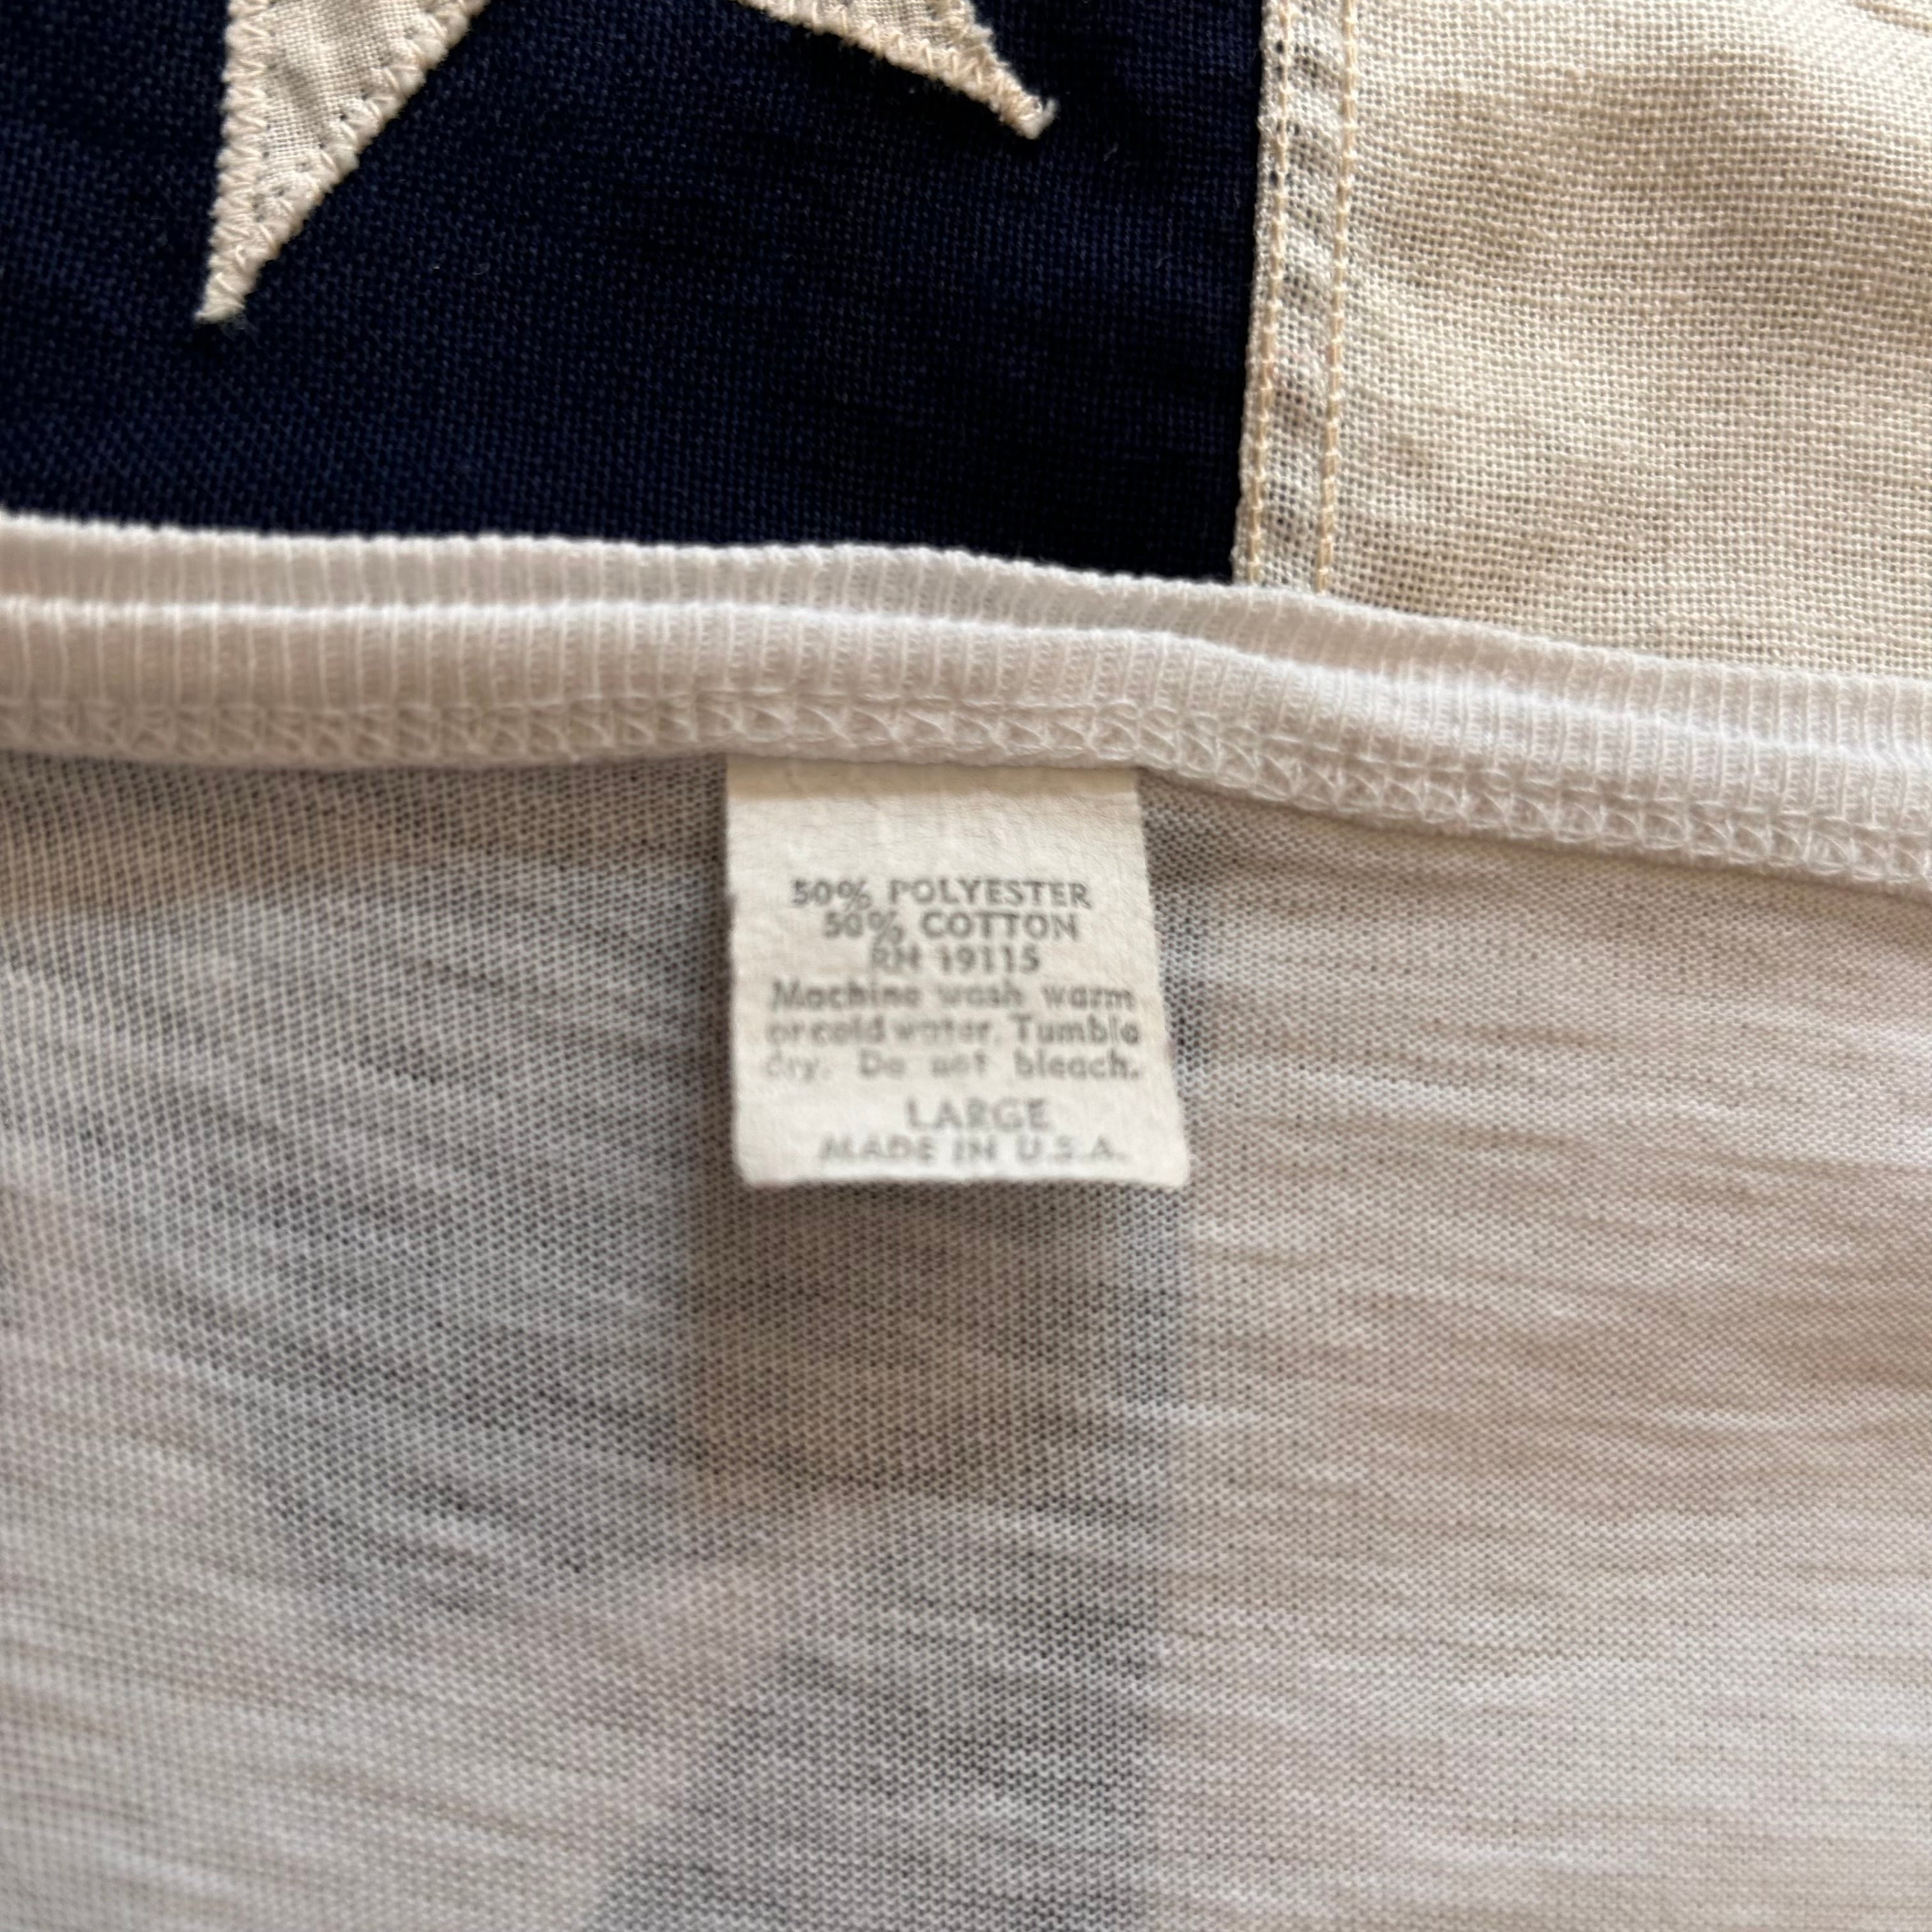 50% POLYESTER
50% COTTON
RN 19115
Machine wash warm
or cold water. Tumble
dry. Do not bleach.
LARGE
MADE IN U.S.A.